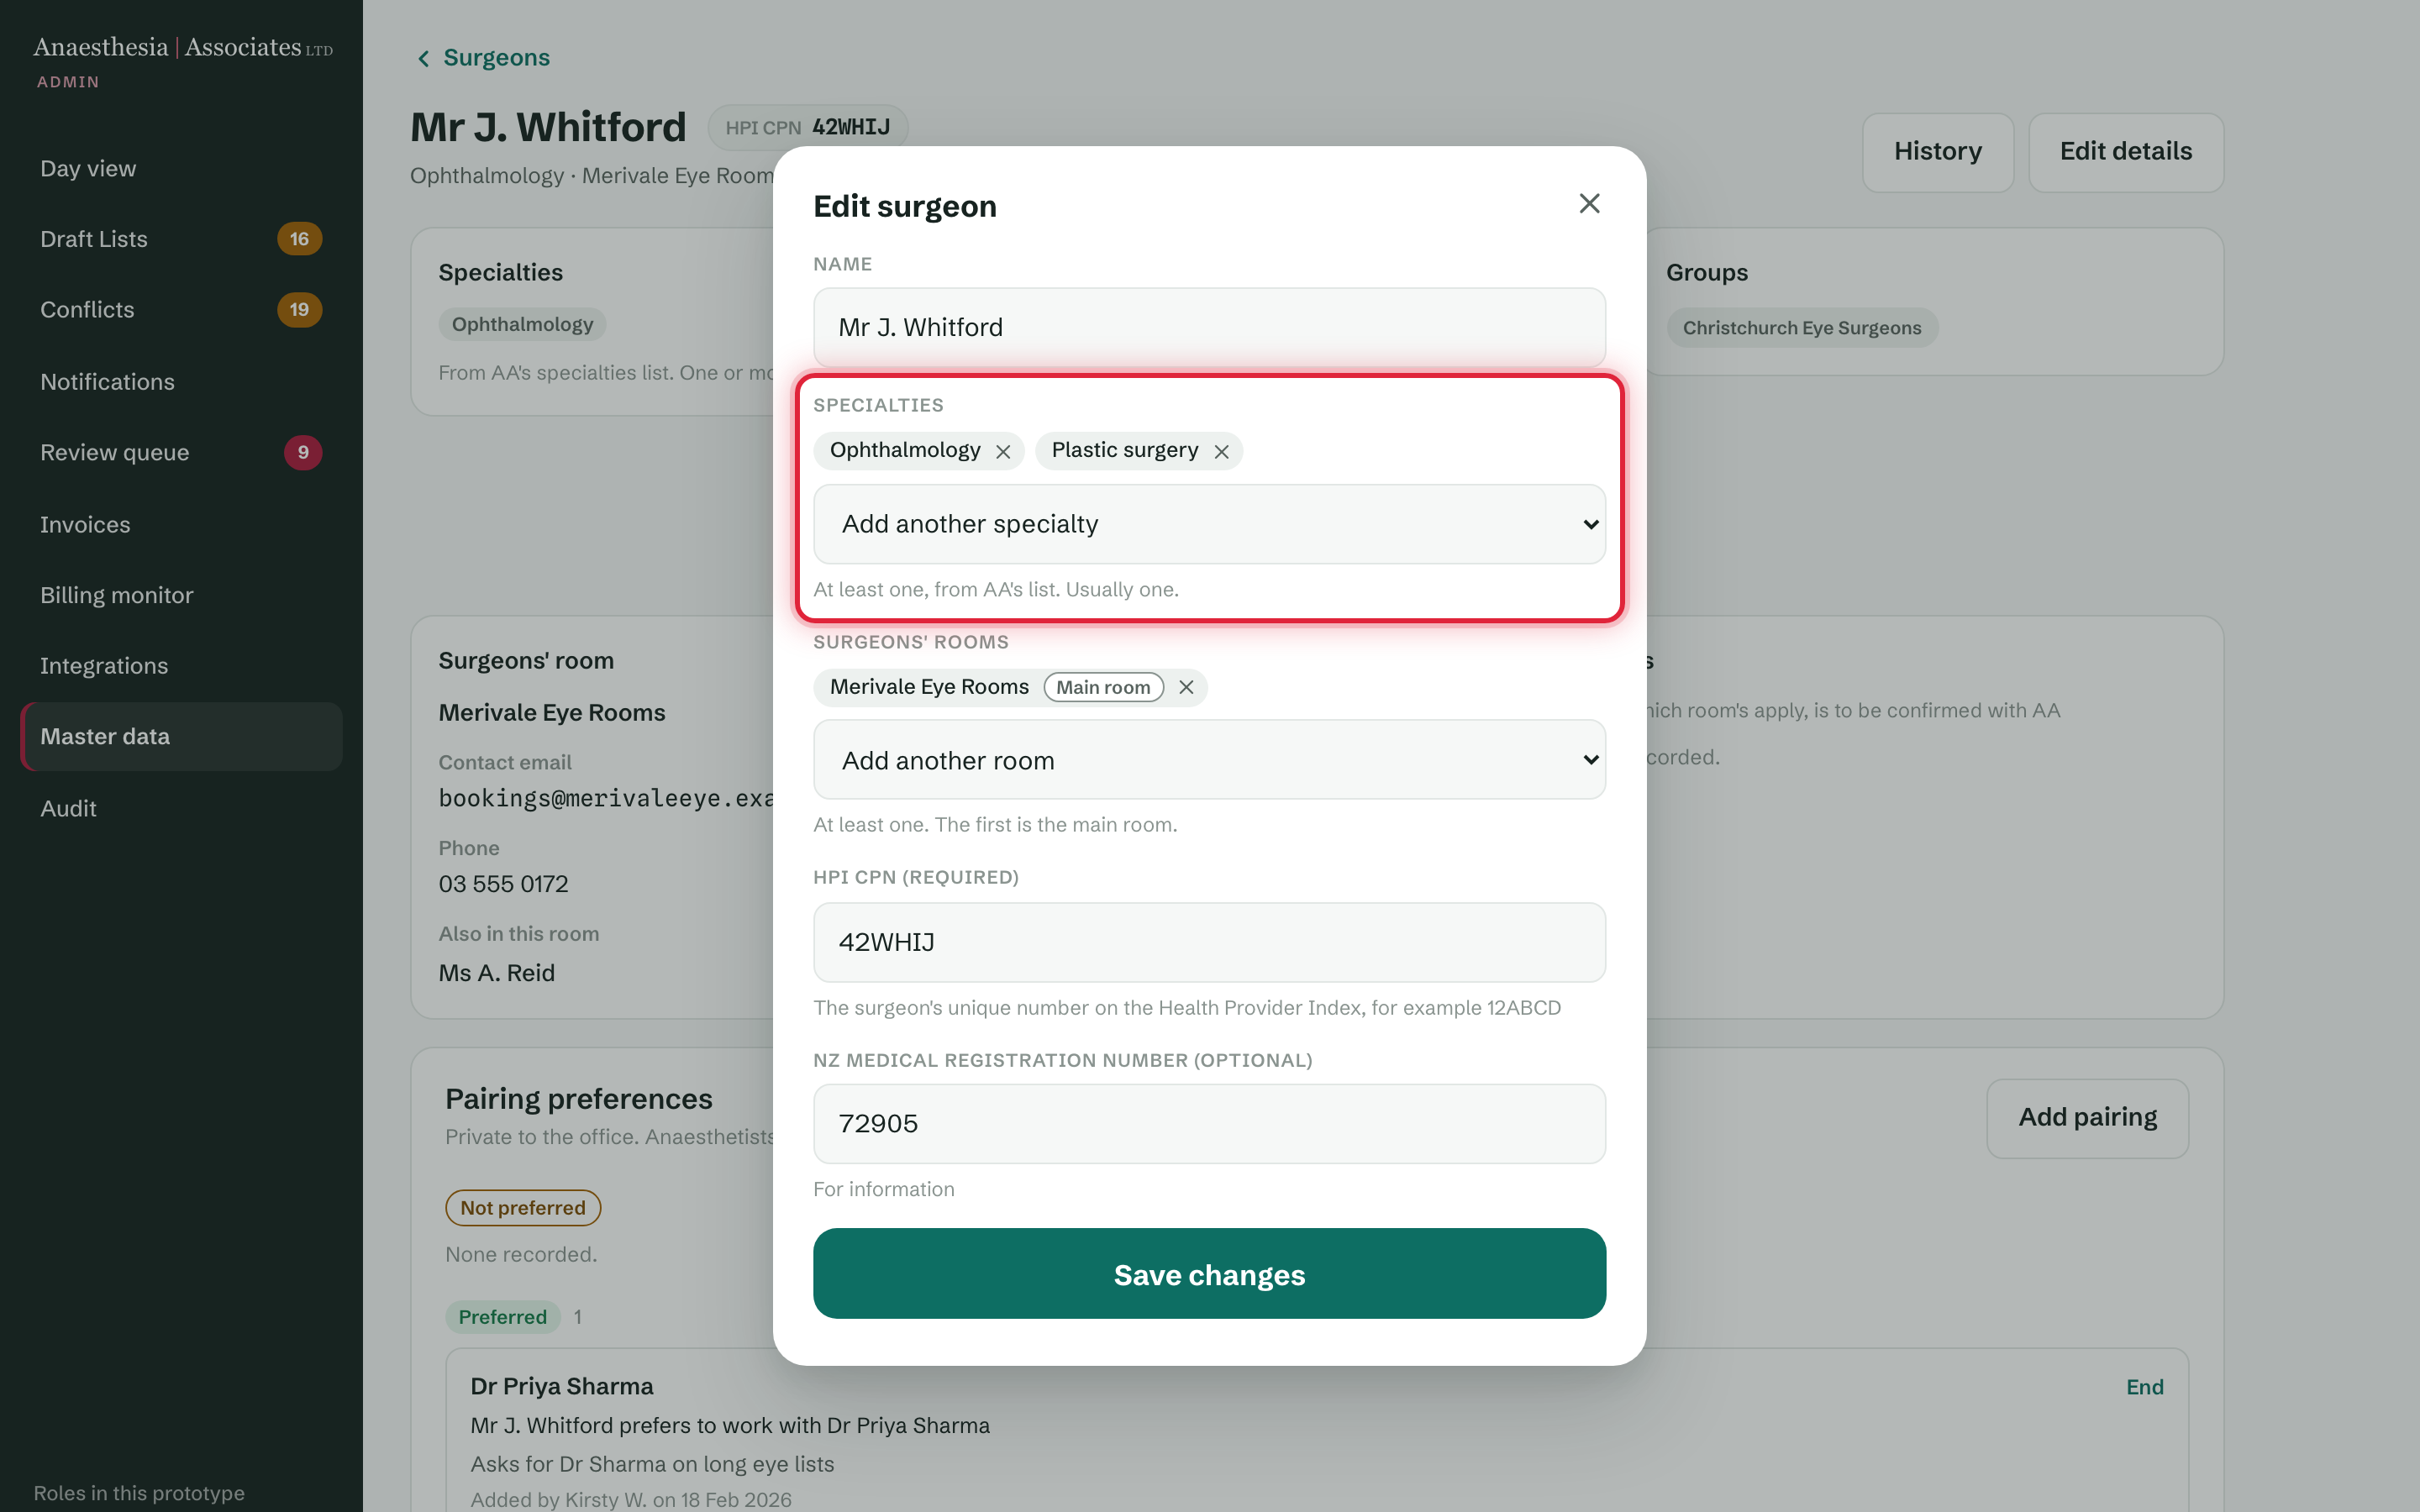 Anaesthesia | Associates LTD
ADMIN
Day view
Draft Lists 16
Conflicts 19
Notifications
Review queue 9
Invoices
Billing monitor
Integrations
Master data
Audit
Roles in this prototype
Surgeons
Mr J. Whitford HPI CPN 42WHIJ
Ophthalmology · Merivale Eye Room
History
Edit details
Specialties
Ophthalmology
From AA's specialties list. One or mo
Groups
Christchurch Eye Surgeons
Surgeons' room
Merivale Eye Rooms
Contact email
bookings@merivaleeye.exa
Phone
03 555 0172
Also in this room
Ms A. Reid
s
hich room's apply, is to be confirmed with AA
corded.
Pairing preferences
Private to the office. Anaesthetists
Add pairing
Not preferred
None recorded.
Preferred 1
Dr Priya Sharma
End
Mr J. Whitford prefers to work with Dr Priya Sharma
Asks for Dr Sharma on long eye lists
Added by Kirsty W. on 18 Feb 2026
Edit surgeon
NAME
Mr J. Whitford
SPECIALTIES
Ophthalmology Plastic surgery
Add another specialty
At least one, from AA's list. Usually one.
SURGEONS' ROOMS
Merivale Eye Rooms Main room
Add another room
At least one. The first is the main room.
HPI CPN (REQUIRED)
42WHIJ
The surgeon's unique number on the Health Provider Index, for example 12ABCD
NZ MEDICAL REGISTRATION NUMBER (OPTIONAL)
72905
For information
Save changes